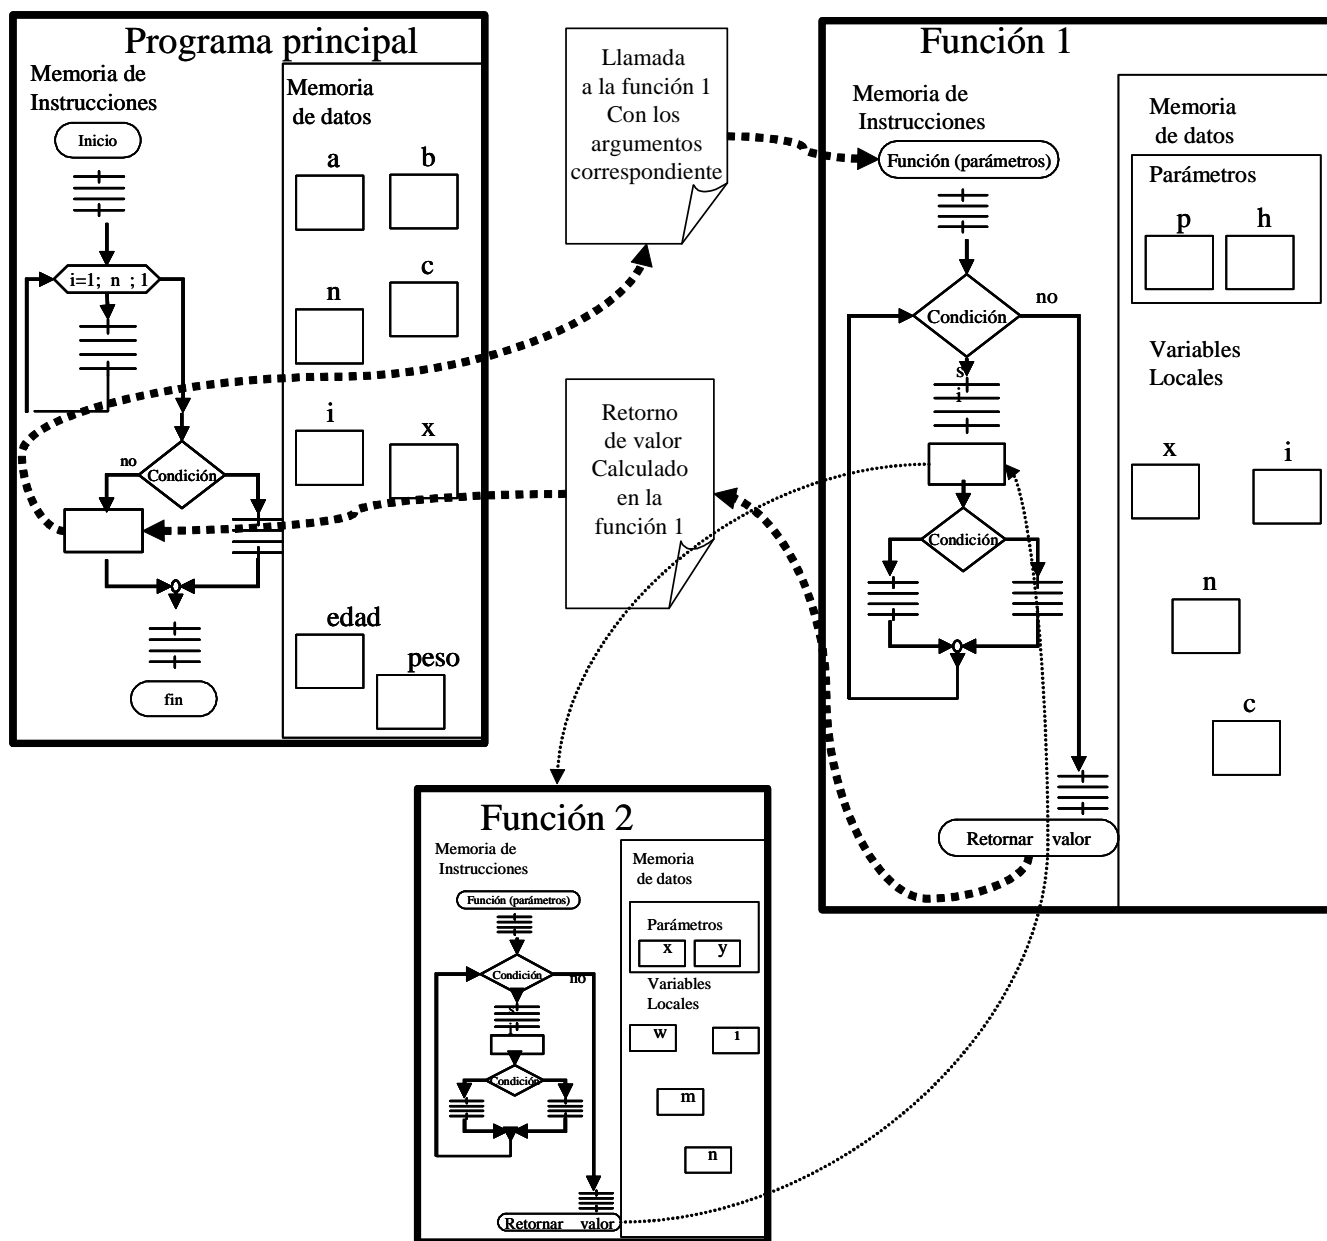 Programa principal
Memoria de
Instrucciones
Inicio
i=1; n ; 1
no
Condición
fin
Memoria
de datos
a
b
c
n
i
x
edad
peso
Llamada
a la función 1
Con los
argumentos
correspondiente
Retorno
de valor
Calculado
en la
función 1
Función 1
Memoria de
Instrucciones
Función (parámetros)
Condición
no
s
i
Condición
Retornar valor
Memoria
de datos
Parámetros
p
h
Variables
Locales
x
i
n
c
Función 2
Memoria de
Instrucciones
Función (parámetros)
Condición
no
s
i
Condición
Retornar valor
Memoria
de datos
Parámetros
x
y
Variables
Locales
w
i
m
n